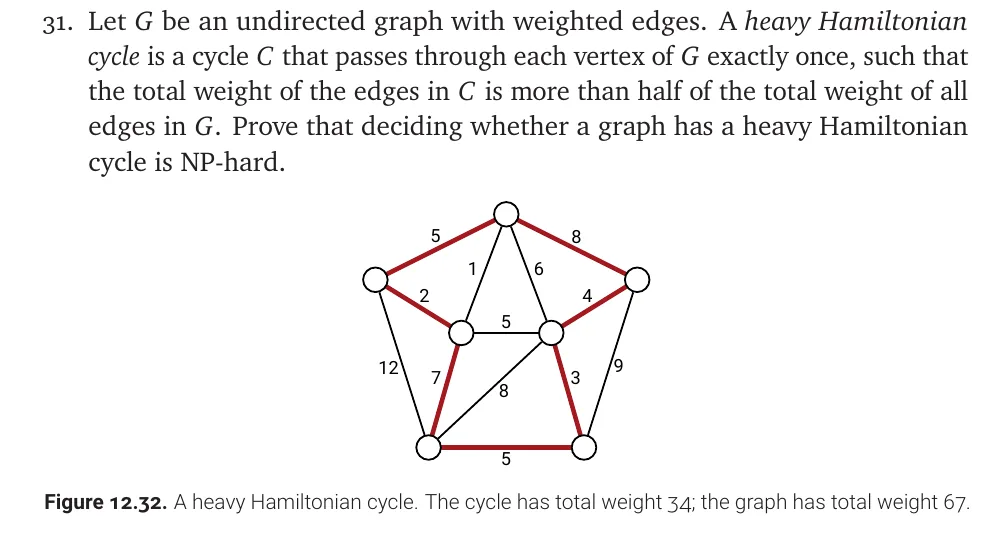 31. Let G be an undirected graph with weighted edges. A heavy Hamiltonian
cycle is a cycle C that passes through each vertex of G exactly once, such that
the total weight of the edges in C is more than half of the total weight of all
edges in G. Prove that deciding whether a graph has a heavy Hamiltonian
cycle is NP-hard.
5 8
1 6
2 4
5
12 7 8 3 9
5
Figure 12.32. A heavy Hamiltonian cycle. The cycle has total weight 34; the graph has total weight 67.